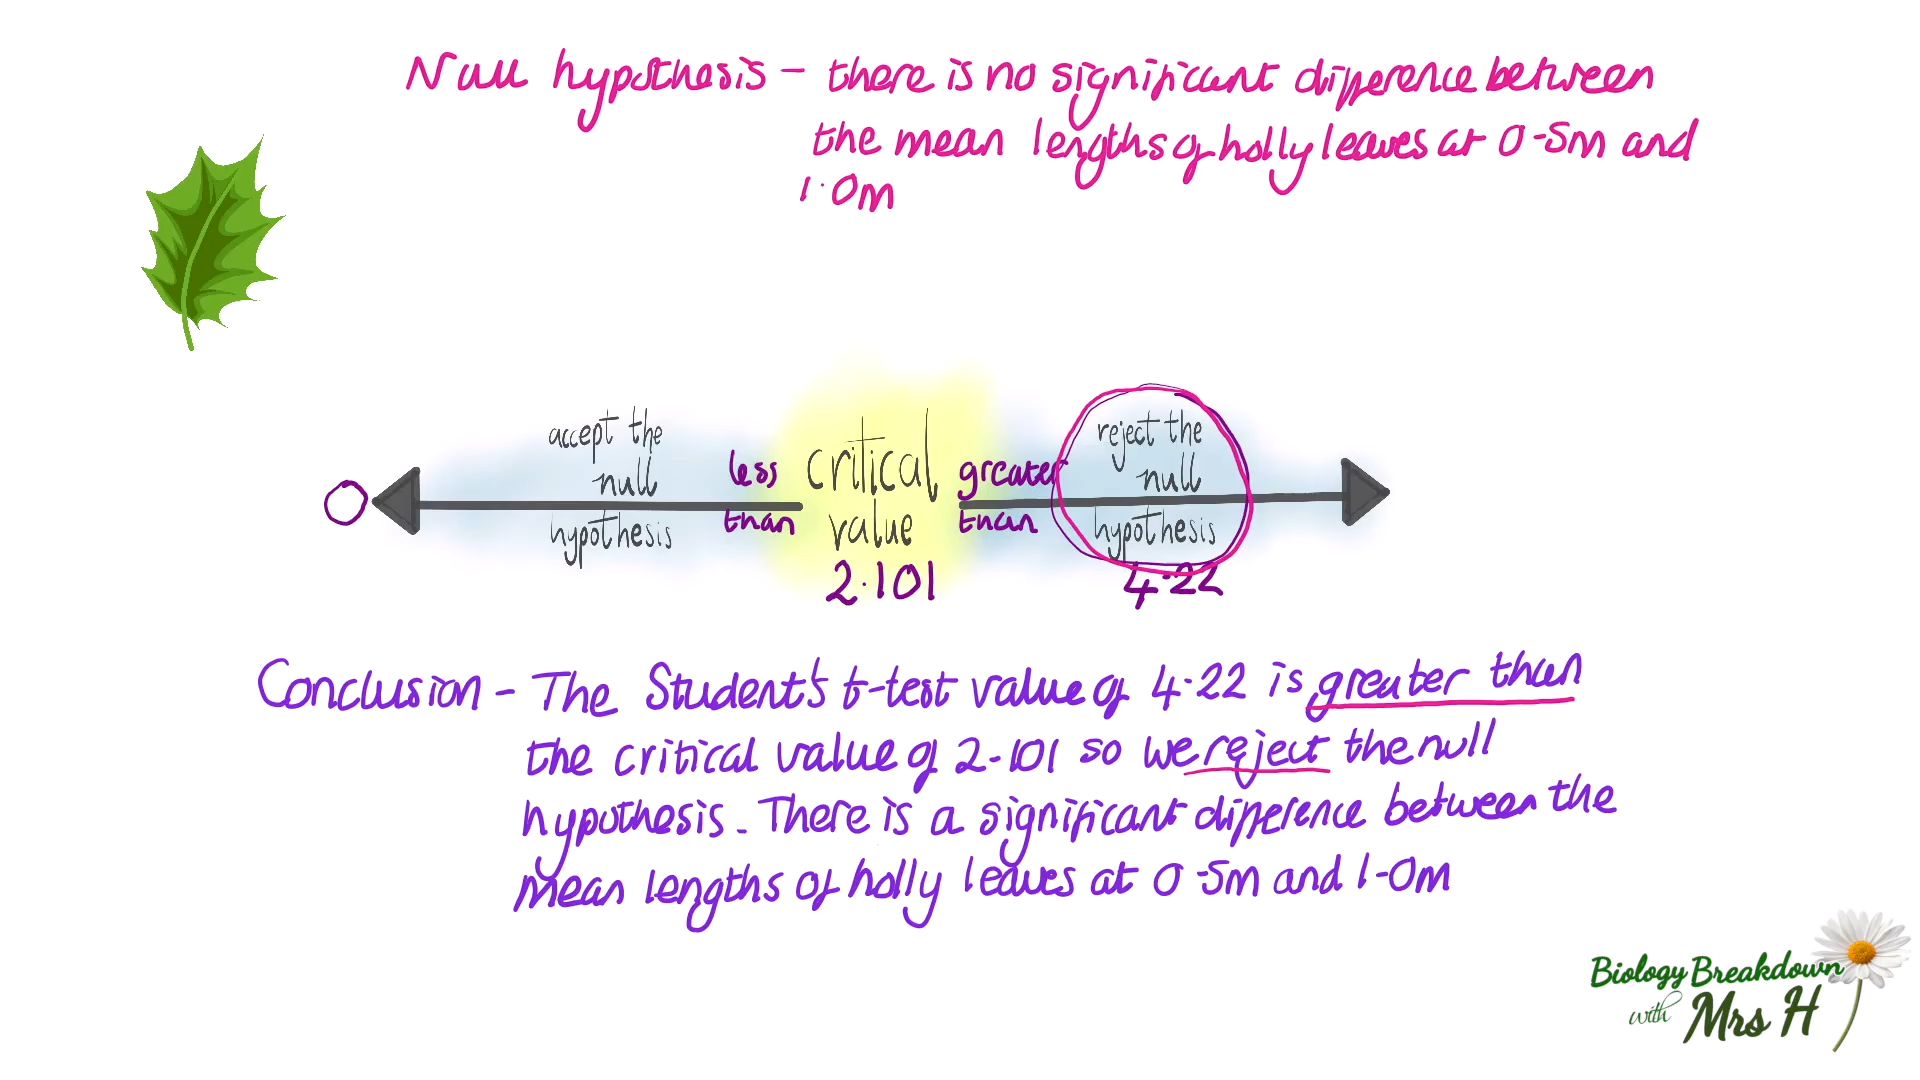 Null hypothesis - there is no significant difference between
the mean lengths of holly leaves at 0.5m and
1.0m
accept the
null
hypothesis
less
than
critical
value
2.101
greater
than
reject the
null
hypothesis
4.22
0
Conclusion - The Student's t-test value of 4.22 is greater than
the critical value of 2.101 so we reject the null
hypothesis. There is a significant difference between the
mean lengths of holly leaves at 0.5m and 1.0m
Biology Breakdown
with Mrs H